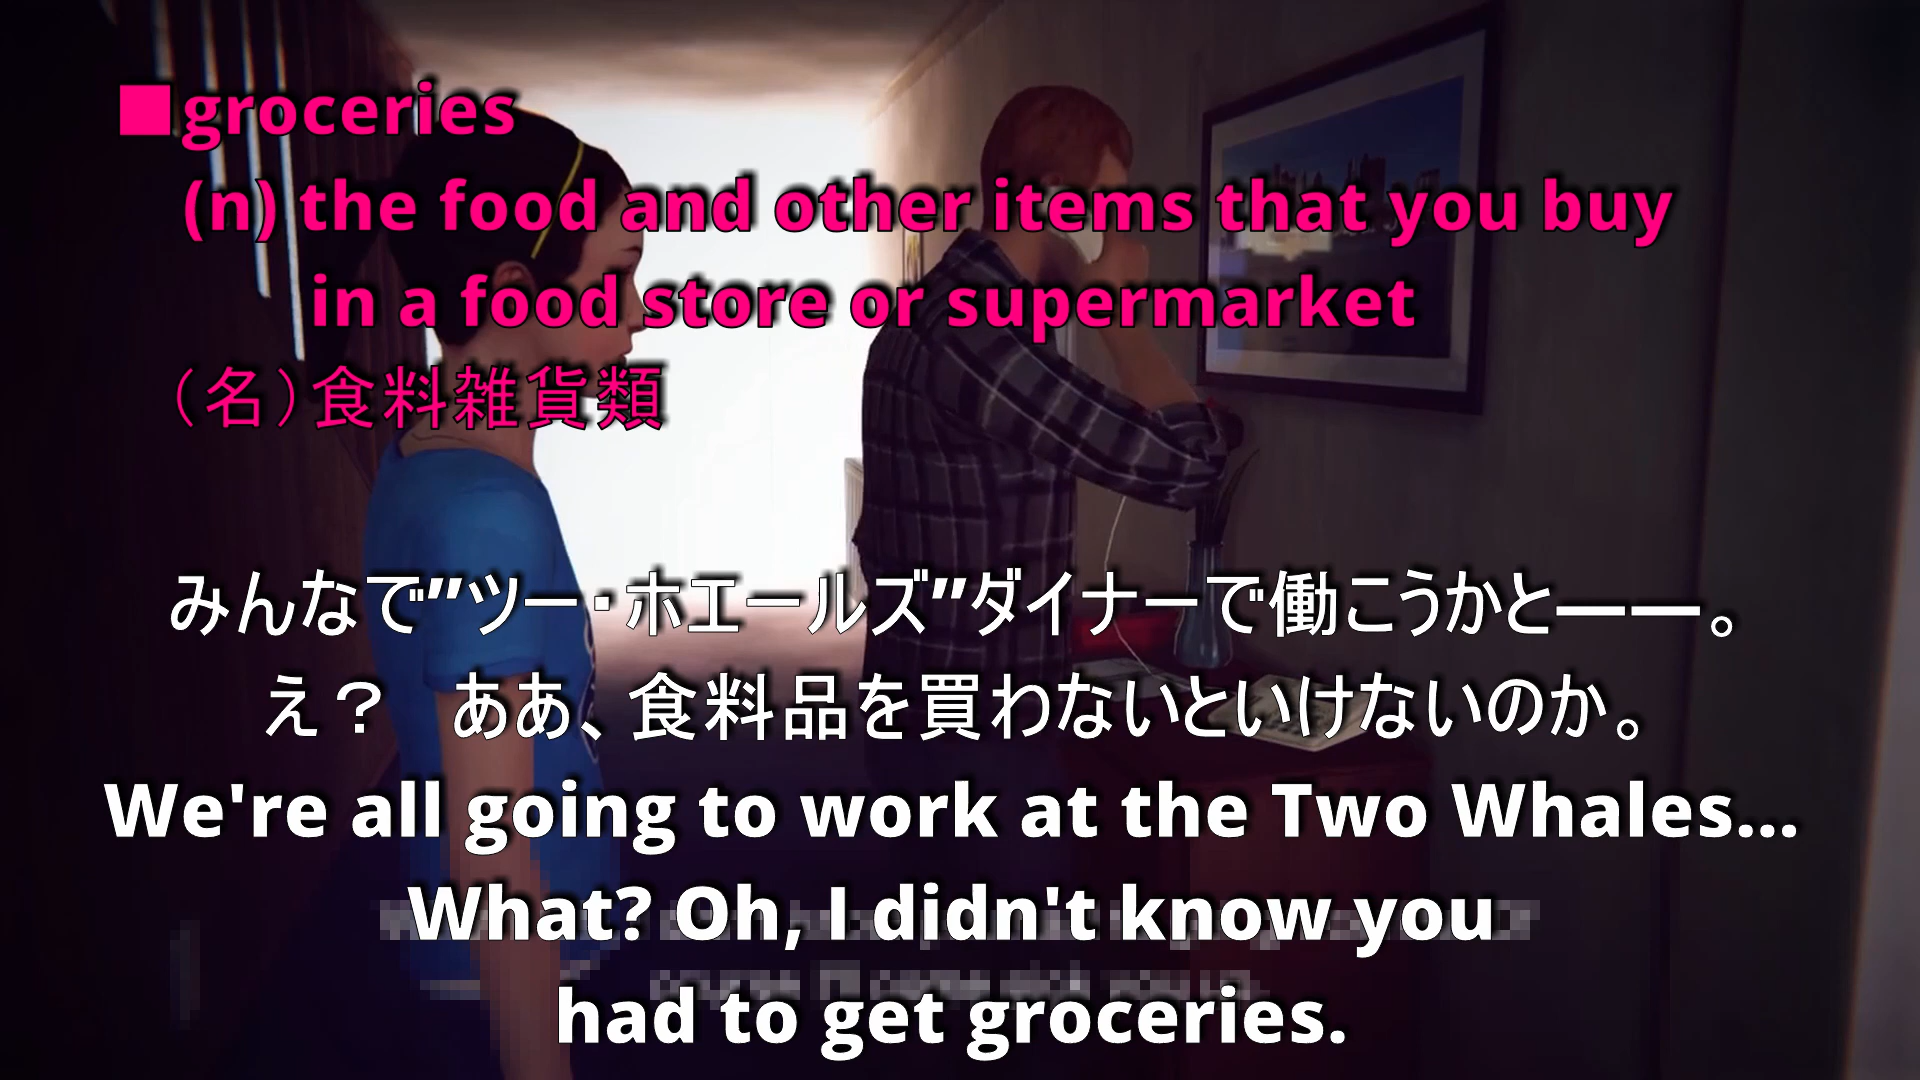 ■groceries
(n) the food and other items that you buy
in a food store or supermarket
（名）食料雑貨類
みんなで"ツー・ホエールズ"ダイナーで働こうかと――。
え？　ああ、食料品を買わないといけないのか。
We're all going to work at the Two Whales...
What? Oh, I didn't know you
had to get groceries.